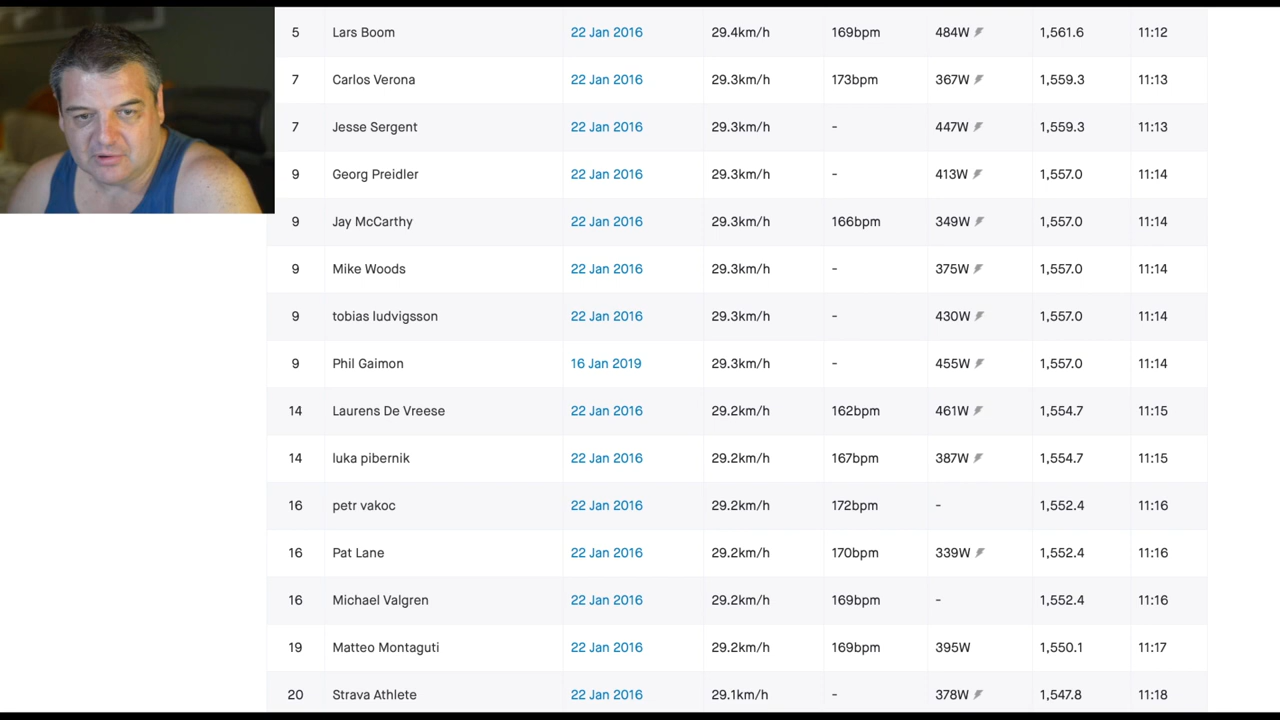 5 Lars Boom 22 Jan 2016 29.4km/h 169bpm 484W 1,561.6 11:12
7 Carlos Verona 22 Jan 2016 29.3km/h 173bpm 367W 1,559.3 11:13
7 Jesse Sergent 22 Jan 2016 29.3km/h - 447W 1,559.3 11:13
9 Georg Preidler 22 Jan 2016 29.3km/h - 413W 1,557.0 11:14
9 Jay McCarthy 22 Jan 2016 29.3km/h 166bpm 349W 1,557.0 11:14
9 Mike Woods 22 Jan 2016 29.3km/h - 375W 1,557.0 11:14
9 tobias ludvigsson 22 Jan 2016 29.3km/h - 430W 1,557.0 11:14
9 Phil Gaimon 16 Jan 2019 29.3km/h - 455W 1,557.0 11:14
14 Laurens De Vreese 22 Jan 2016 29.2km/h 162bpm 461W 1,554.7 11:15
14 luka pibernik 22 Jan 2016 29.2km/h 167bpm 387W 1,554.7 11:15
16 petr vakoc 22 Jan 2016 29.2km/h 172bpm - 1,552.4 11:16
16 Pat Lane 22 Jan 2016 29.2km/h 170bpm 339W 1,552.4 11:16
16 Michael Valgren 22 Jan 2016 29.2km/h 169bpm - 1,552.4 11:16
19 Matteo Montaguti 22 Jan 2016 29.2km/h 169bpm 395W 1,550.1 11:17
20 Strava Athlete 22 Jan 2016 29.1km/h - 378W 1,547.8 11:18